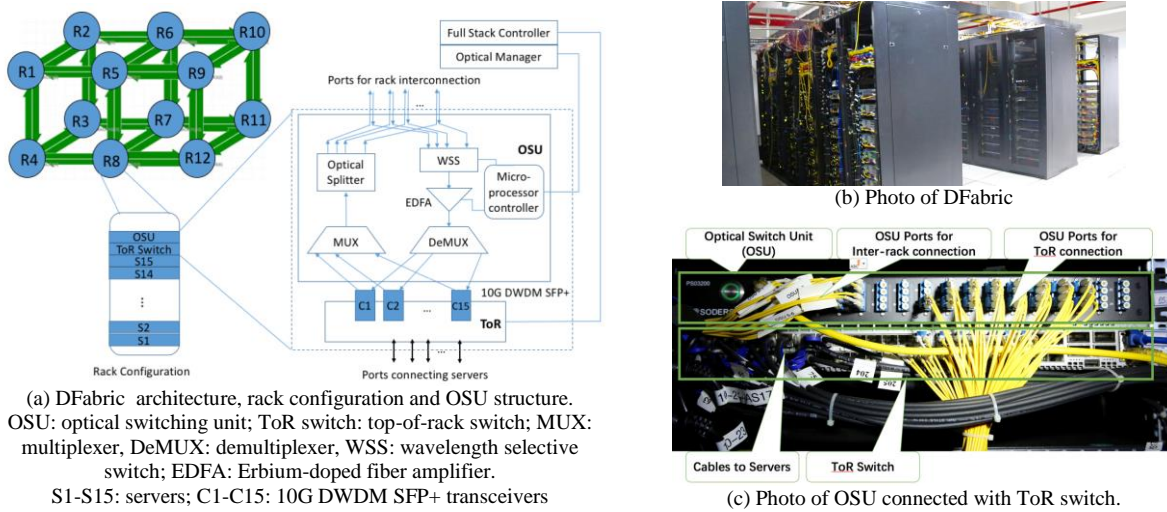 R2
R6
R10
R1
R5
R9
R3
R7
R11
R4
R8
R12
Full Stack Controller
Optical Manager
Ports for rack interconnection
...
OSU
Optical
Splitter
WSS
Micro-
processor
controller
EDFA
MUX
DeMUX
10G DWDM SFP+
C1
C2
...
C15
ToR
...
Ports connecting servers
OSU
ToR Switch
S15
S14
...
S2
S1
Rack Configuration
(a) DFabric architecture, rack configuration and OSU structure.
OSU: optical switching unit; ToR switch: top-of-rack switch; MUX:
multiplexer, DeMUX: demultiplexer, WSS: wavelength selective
switch; EDFA: Erbium-doped fiber amplifier.
S1-S15: servers; C1-C15: 10G DWDM SFP+ transceivers
(b) Photo of DFabric
Optical Switch Unit
(OSU)
OSU Ports for
Inter-rack connection
OSU Ports for
ToR connection
OSU
204
205
Cables to Servers
ToR Switch
(c) Photo of OSU connected with ToR switch.